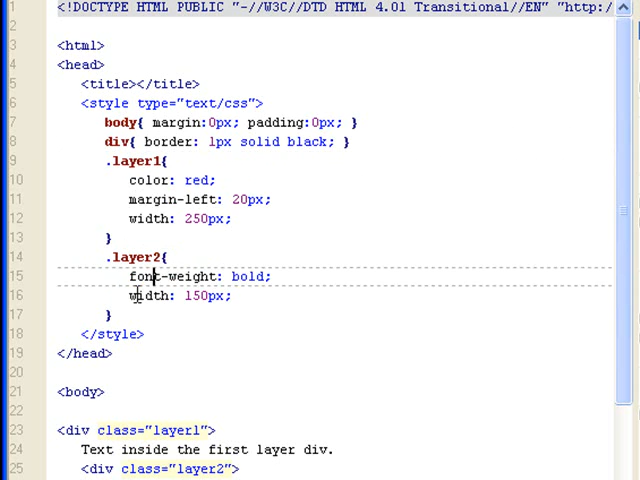 1 <!DOCTYPE HTML PUBLIC "-//W3C//DTD HTML 4.01 Transitional//EN" "http:/
2
3 <html>
4 <head>
5 <title></title>
6 <style type="text/css">
7 body{ margin:0px; padding:0px; }
8 div{ border: 1px solid black; }
9 .layer1{
10 color: red;
11 margin-left: 20px;
12 width: 250px;
13 }
14 .layer2{
15 font-weight: bold;
16 width: 150px;
17 }
18 </style>
19 </head>
20
21 <body>
22
23 <div class="layer1">
24 Text inside the first layer div.
25 <div class="layer2">